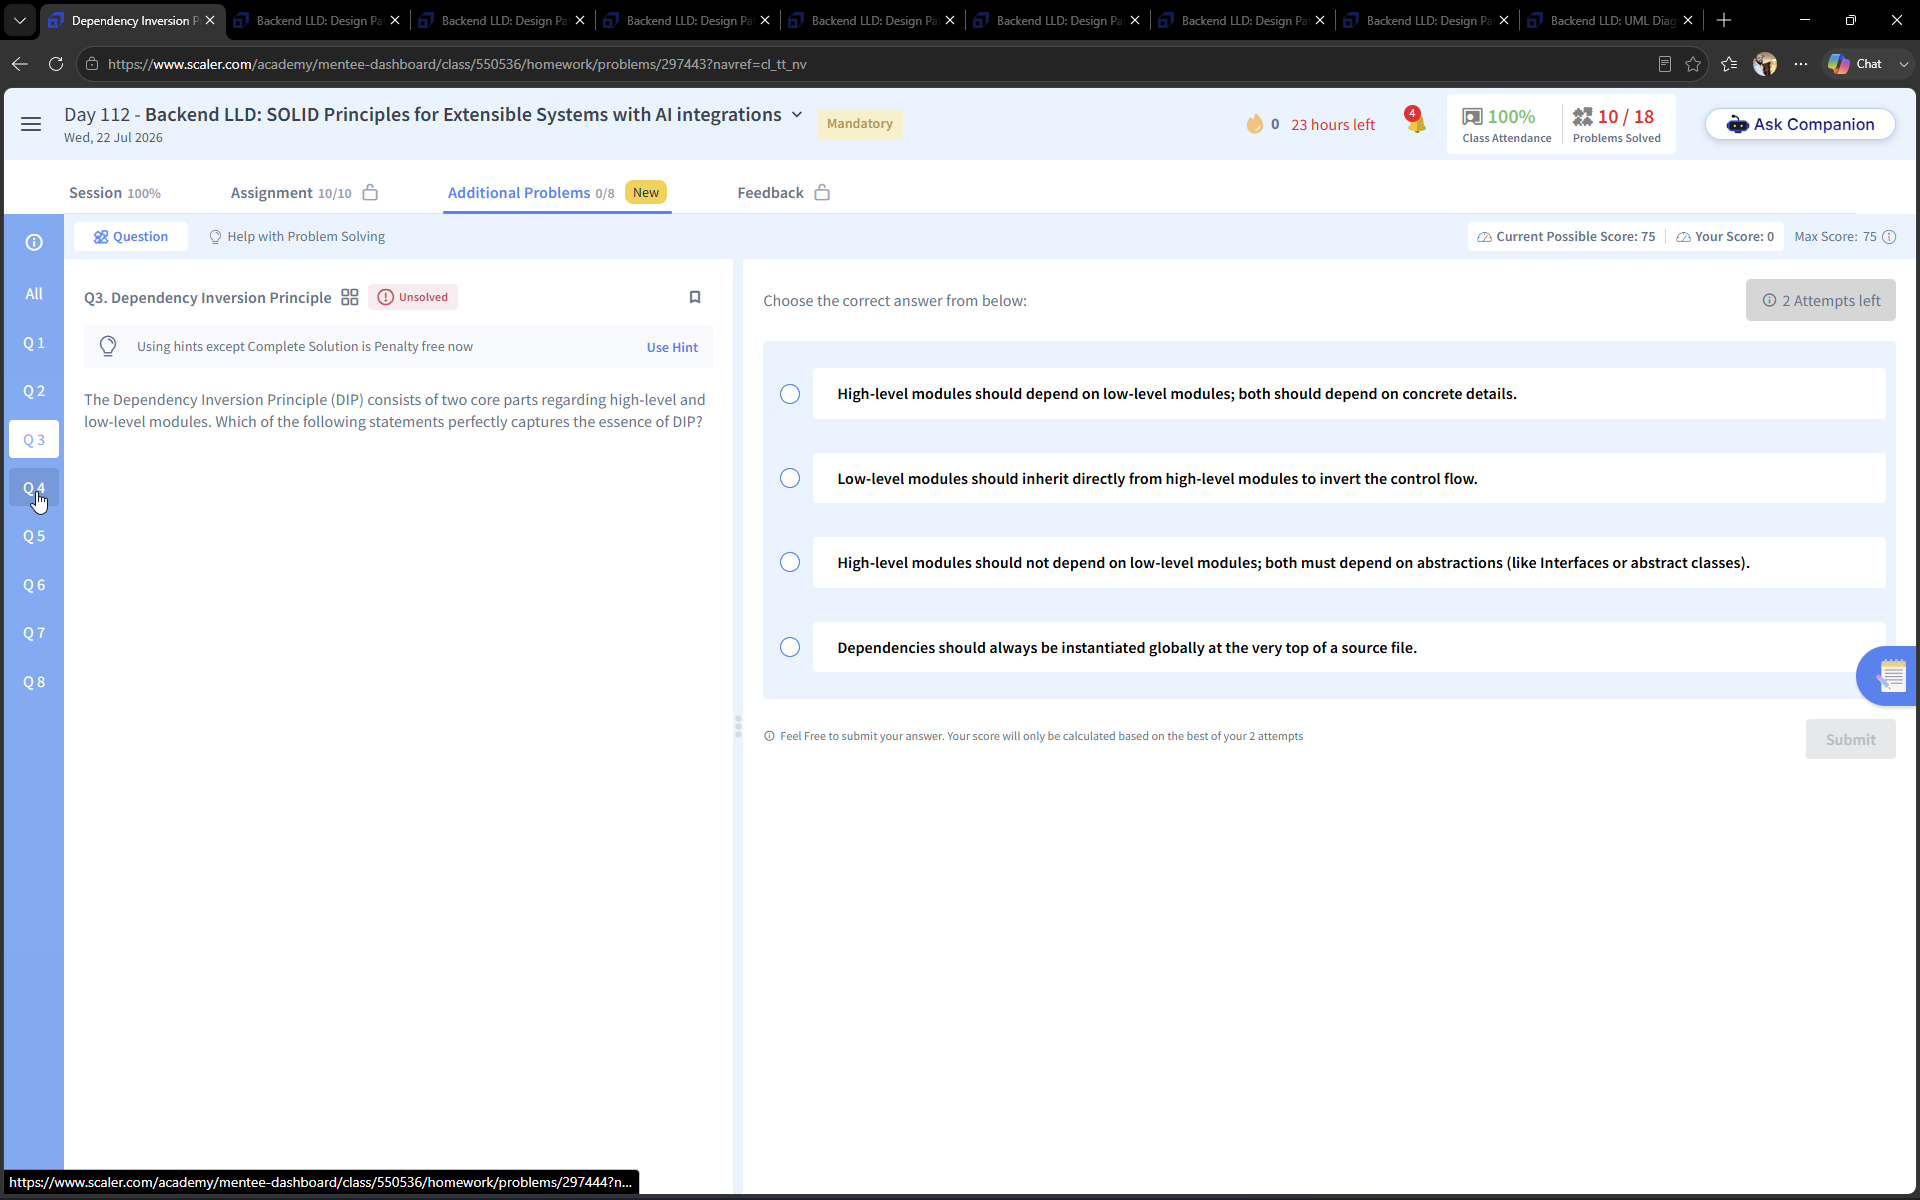 Dependency Inversion P
Backend LLD: Design Pa
Backend LLD: Design Pa
Backend LLD: Design Pa
Backend LLD: Design Pa
Backend LLD: Design Pa
Backend LLD: Design Pa
Backend LLD: Design Pa
Backend LLD: UML Diag
https://www.scaler.com/academy/mentee-dashboard/class/550536/homework/problems/297443?navref=cl_tt_nv
Chat
Day 112 - Backend LLD: SOLID Principles for Extensible Systems with AI integrations
Wed, 22 Jul 2026
Mandatory
0
23 hours left
4
100%
Class Attendance
10 / 18
Problems Solved
Ask Companion
Session 100%
Assignment 10/10
Additional Problems 0/8
New
Feedback
Question
Help with Problem Solving
Current Possible Score: 75
Your Score: 0
Max Score: 75
All
Q 1
Q 2
Q 3
Q 4
Q 5
Q 6
Q 7
Q 8
Q3. Dependency Inversion Principle
Unsolved
Using hints except Complete Solution is Penalty free now
Use Hint
The Dependency Inversion Principle (DIP) consists of two core parts regarding high-level and
low-level modules. Which of the following statements perfectly captures the essence of DIP?
Choose the correct answer from below:
2 Attempts left
High-level modules should depend on low-level modules; both should depend on concrete details.
Low-level modules should inherit directly from high-level modules to invert the control flow.
High-level modules should not depend on low-level modules; both must depend on abstractions (like Interfaces or abstract classes).
Dependencies should always be instantiated globally at the very top of a source file.
Feel Free to submit your answer. Your score will only be calculated based on the best of your 2 attempts
Submit
https://www.scaler.com/academy/mentee-dashboard/class/550536/homework/problems/297444?n...